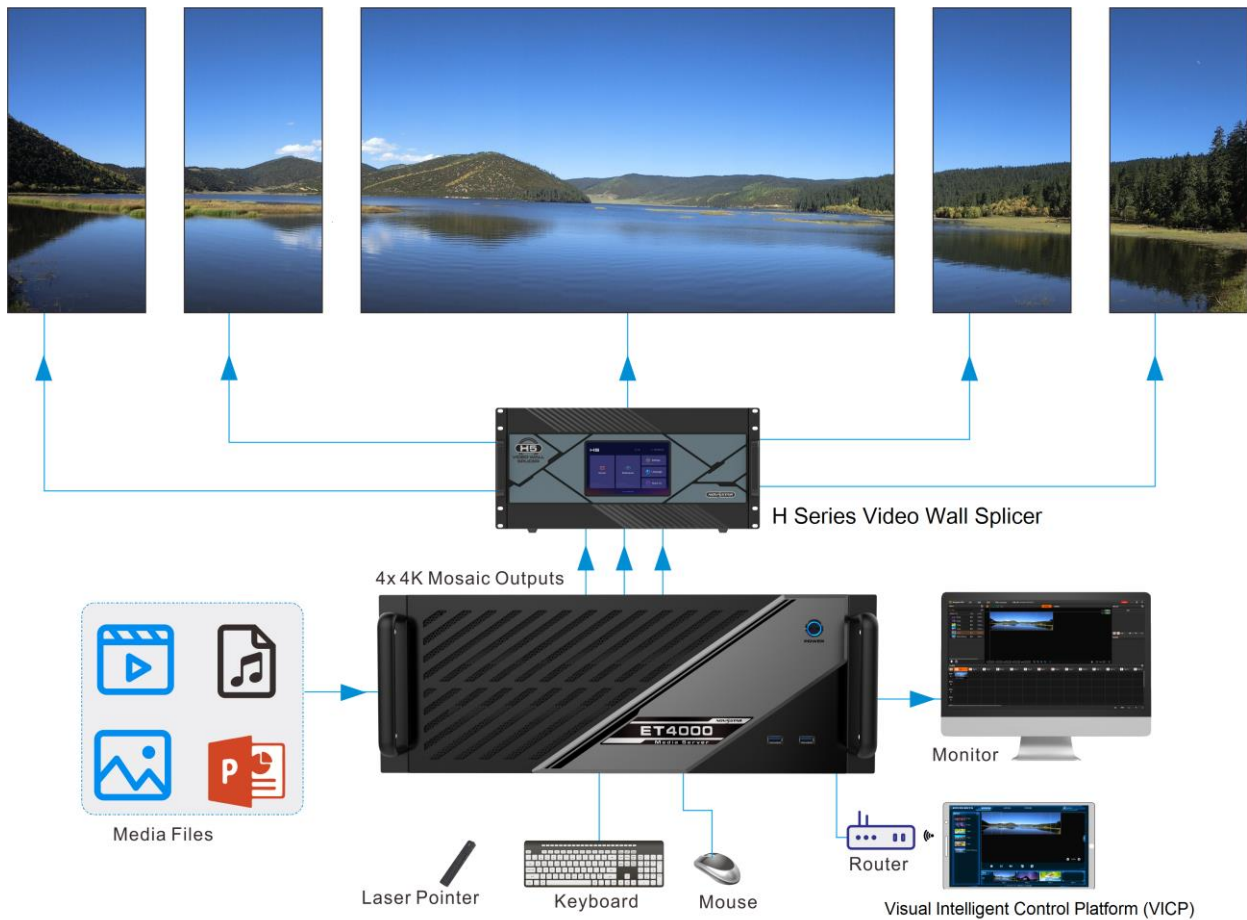 H5
H Series Video Wall Splicer
4x 4K Mosaic Outputs
ET4000
Media Server
Monitor
Media Files
P
Router
Laser Pointer
Keyboard
Mouse
Visual Intelligent Control Platform (VICP)